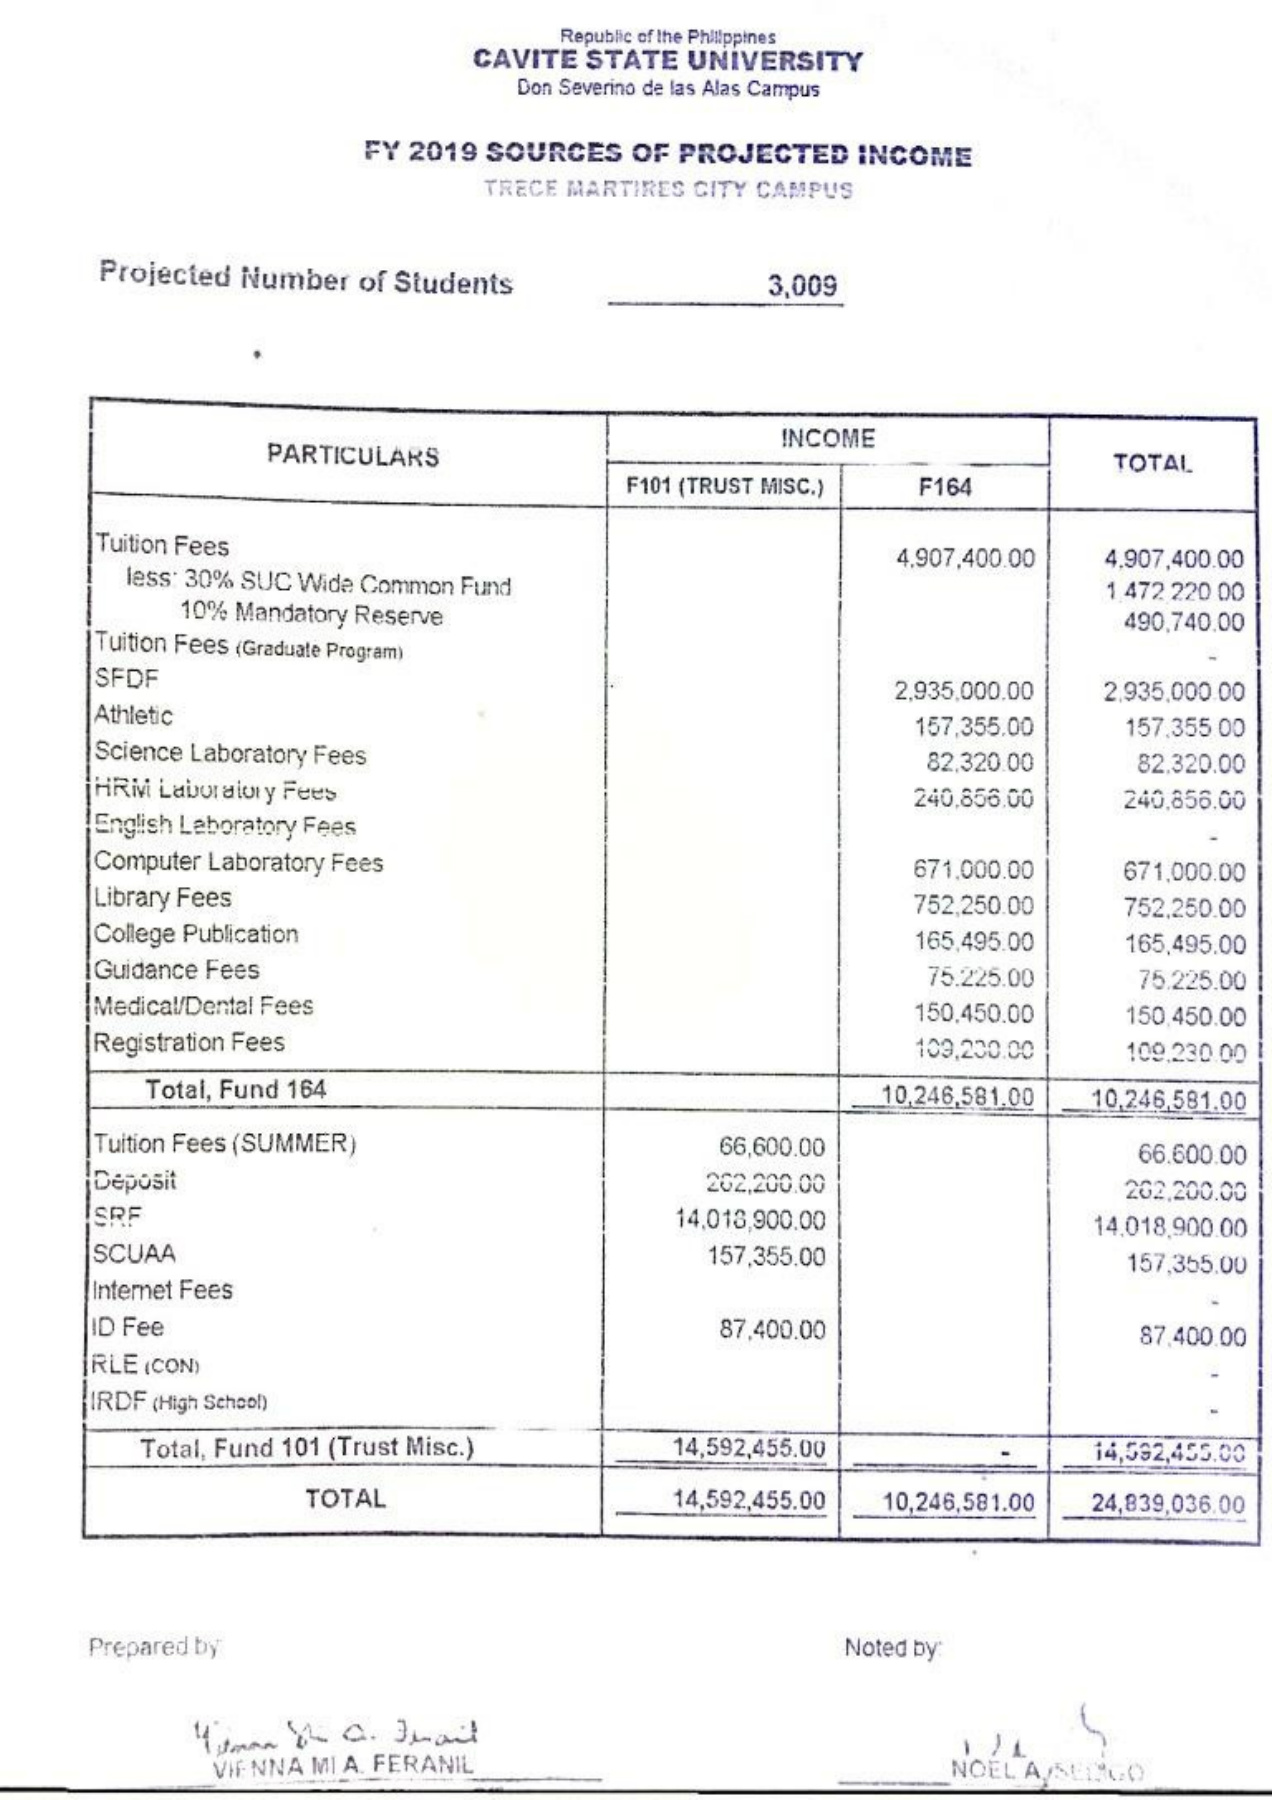 Republic of the Philippines
CAVITE STATE UNIVERSITY
Don Severino de las Alas Campus
FY 2019 SOURCES OF PROJECTED INCOME
TRECE MARTIRES CITY CAMPUS
Projected Number of Students 3,009
PARTICULARS INCOME TOTAL
F101 (TRUST MISC.) F164
Tuition Fees 4,907,400.00 4,907,400.00
less: 30% SUC Wide Common Fund 1,472,220.00
10% Mandatory Reserve 490,740.00
Tuition Fees (Graduate Program) -
SFDF 2,935,000.00 2,935,000.00
Athletic 157,355.00 157,355.00
Science Laboratory Fees 82,320.00 82,320.00
HRM Laboratory Fees 240,856.00 240,856.00
English Laboratory Fees -
Computer Laboratory Fees 671,000.00 671,000.00
Library Fees 752,250.00 752,250.00
College Publication 165,495.00 165,495.00
Guidance Fees 75.225.00 75.225.00
Medical/Dental Fees 150,450.00 150,450.00
Registration Fees 109,230.00 109,230.00
Total, Fund 164 10,246,581.00 10,246,581.00
Tuition Fees (SUMMER) 66,600.00 66.600.00
Deposit 262,200.00 262,200.00
SRF 14,018,900.00 14,018,900.00
SCUAA 157,355.00 157,355.00
Internet Fees -
ID Fee 87,400.00 87,400.00
RLE (CON) -
IRDF (High School) -
Total, Fund 101 (Trust Misc.) 14,592,455.00 - 14,592,455.00
TOTAL 14,592,455.00 10,246,581.00 24,839,036.00
Prepared by Noted by:
VIENNA MI A. FERANIL NOEL A.